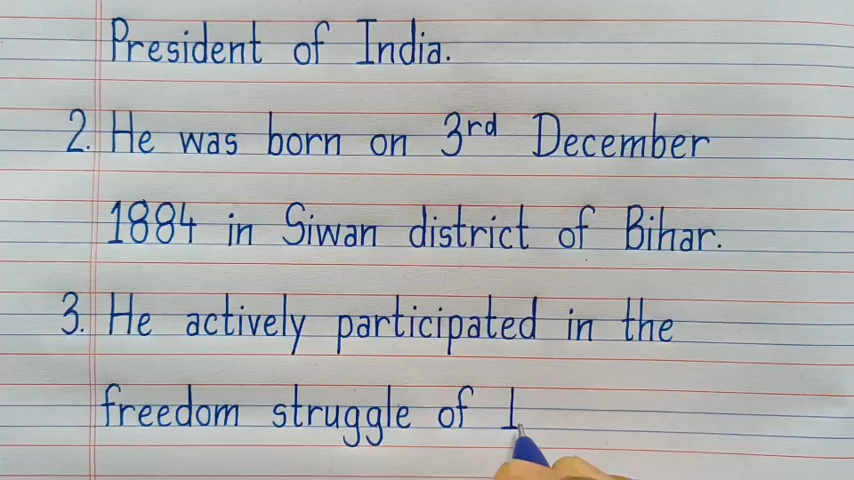 President of India.
2. He was born on 3rd December
1884 in Siwan district of Bihar.
3. He actively participated in the
freedom struggle of I